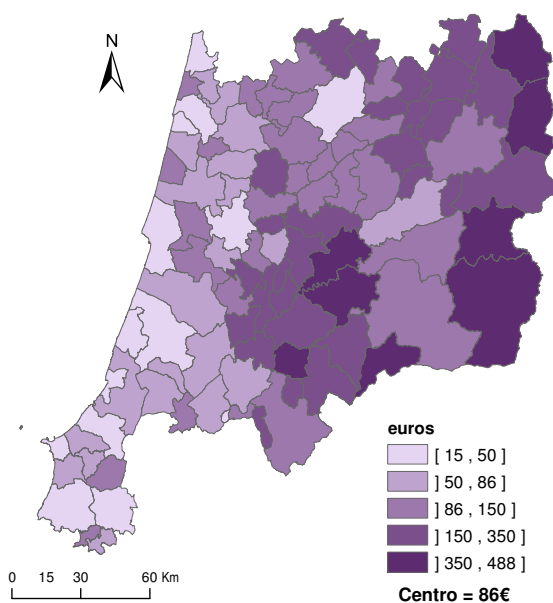 N
euros
[ 15 , 50 ]
] 50 , 86 ]
] 86 , 150 ]
] 150 , 350 ]
] 350 , 488 ]
Centro = 86€
0 15 30 60 Km